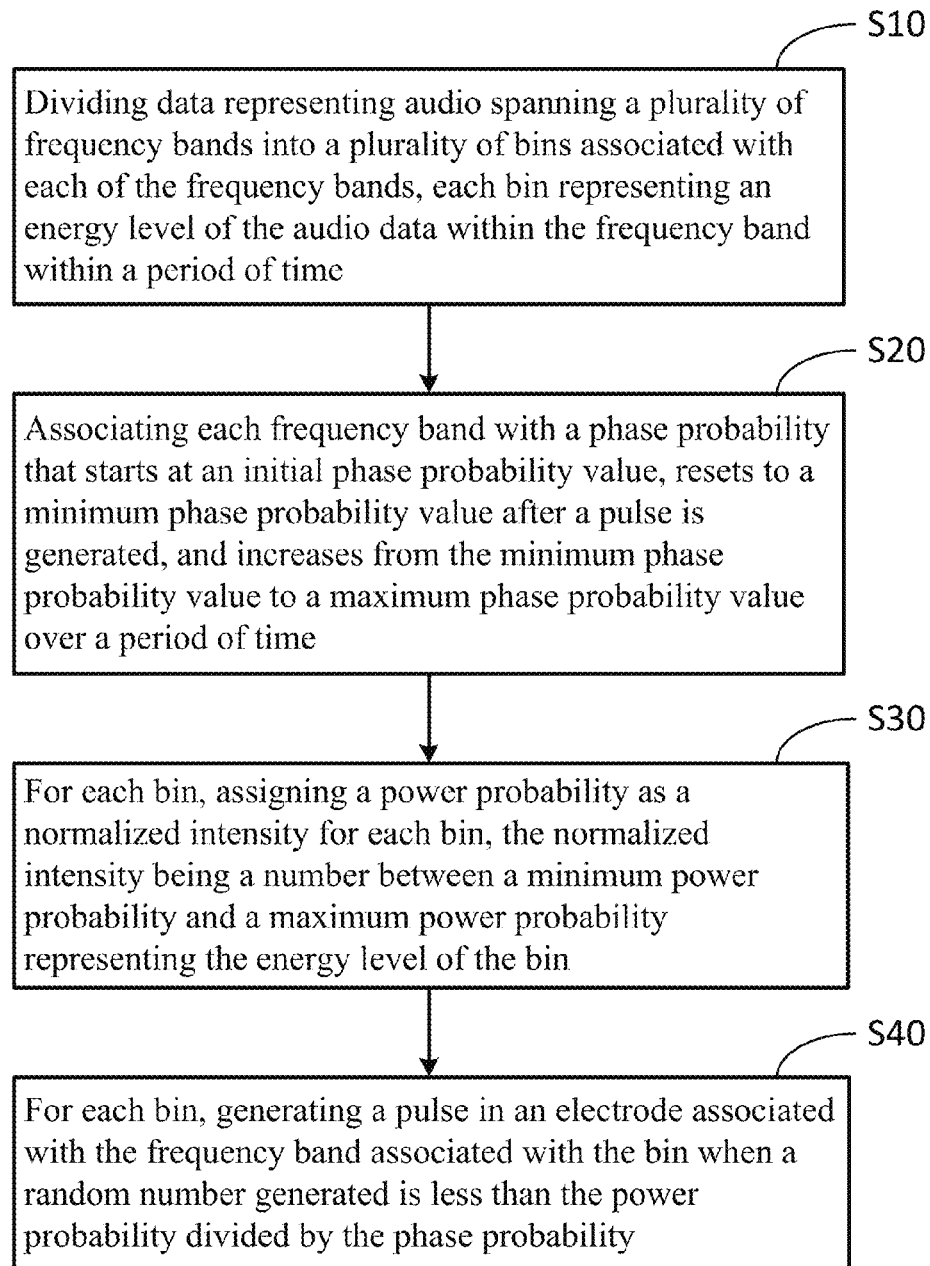 S10
Dividing data representing audio spanning a plurality of
frequency bands into a plurality of bins associated with
each of the frequency bands, each bin representing an
energy level of the audio data within the frequency band
within a period of time
S20
Associating each frequency band with a phase probability
that starts at an initial phase probability value, resets to a
minimum phase probability value after a pulse is
generated, and increases from the minimum phase
probability value to a maximum phase probability value
over a period of time
S30
For each bin, assigning a power probability as a
normalized intensity for each bin, the normalized
intensity being a number between a minimum power
probability and a maximum power probability
representing the energy level of the bin
S40
For each bin, generating a pulse in an electrode associated
with the frequency band associated with the bin when a
random number generated is less than the power
probability divided by the phase probability